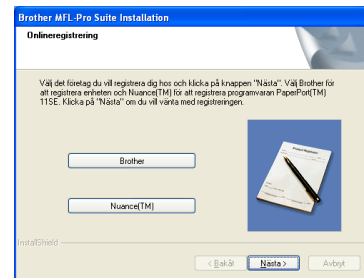 Brother MFL-Pro Suite Installation
Onlineregistrering
Välj det företag du vill registrera dig hos och klicka på knappen "Nästa". Välj Brother för
att registrera enheten och Nuance(TM) för att registrera programvaran PaperPort(TM)
11SE. Klicka på "Nästa" om du vill vänta med registreringen.
Brother
Nuance(TM)
InstallShield
< Bakåt
Nästa >
Avbryt